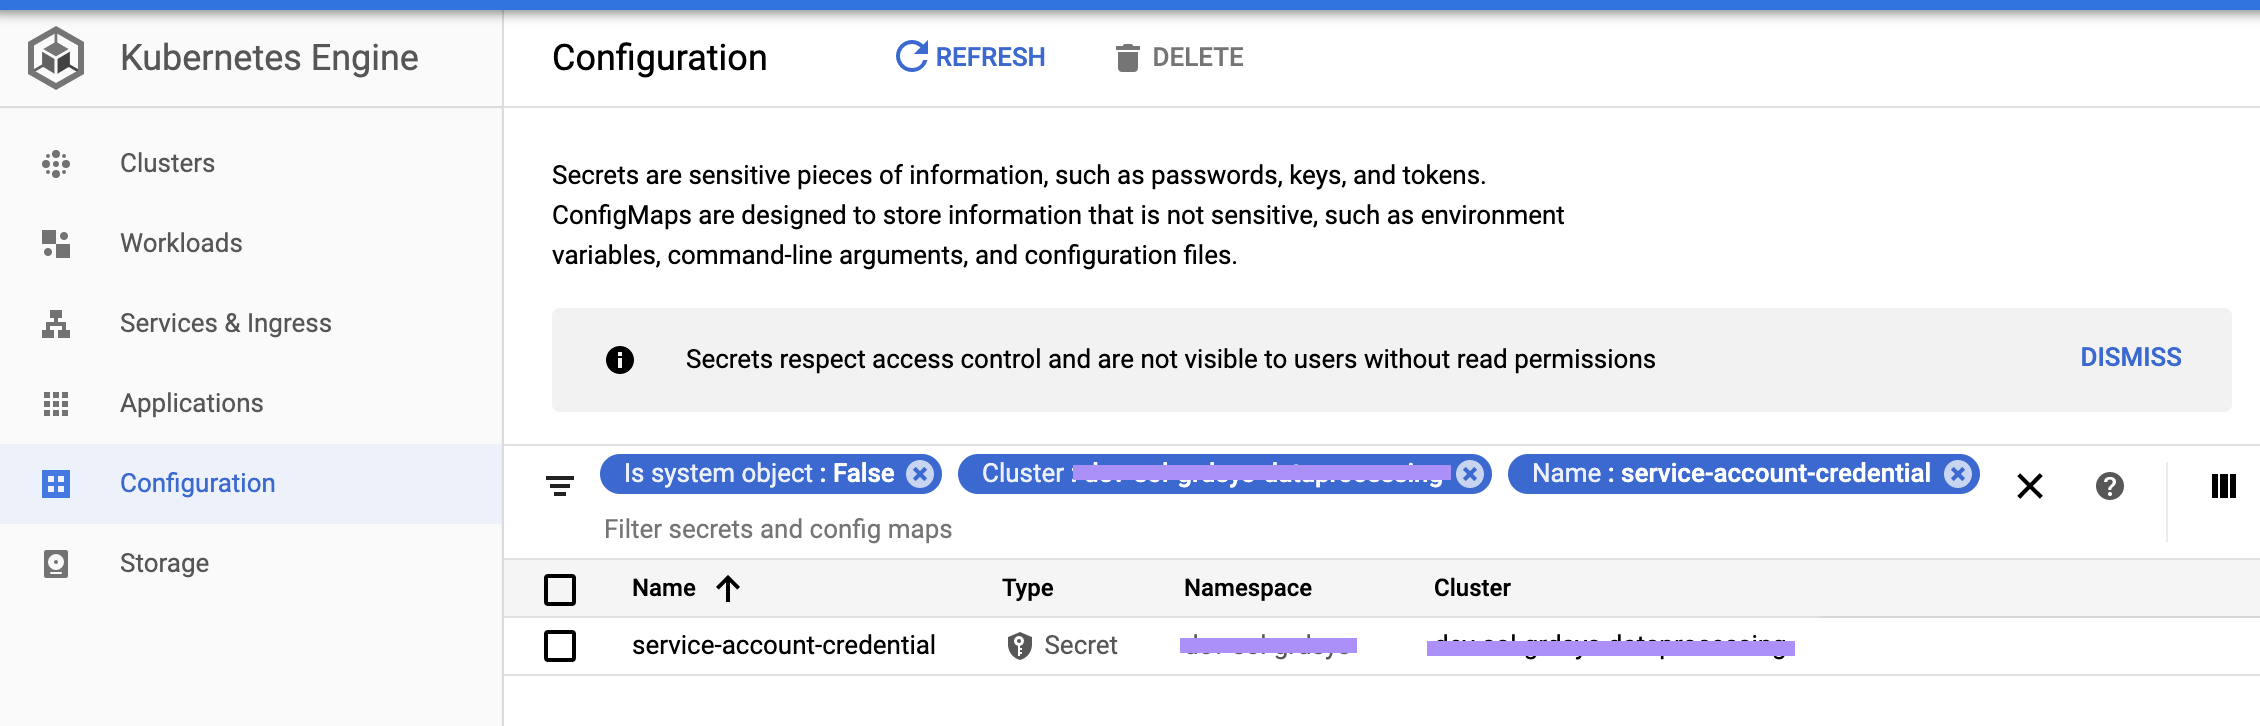 Kubernetes Engine
Configuration
REFRESH
DELETE
Clusters
Workloads
Services & Ingress
Applications
Configuration
Storage
Secrets are sensitive pieces of information, such as passwords, keys, and tokens.
ConfigMaps are designed to store information that is not sensitive, such as environment
variables, command-line arguments, and configuration files.
Secrets respect access control and are not visible to users without read permissions
DISMISS
Is system object : False
Cluster :
Name : service-account-credential
Filter secrets and config maps
Name Type Namespace Cluster
service-account-credential Secret